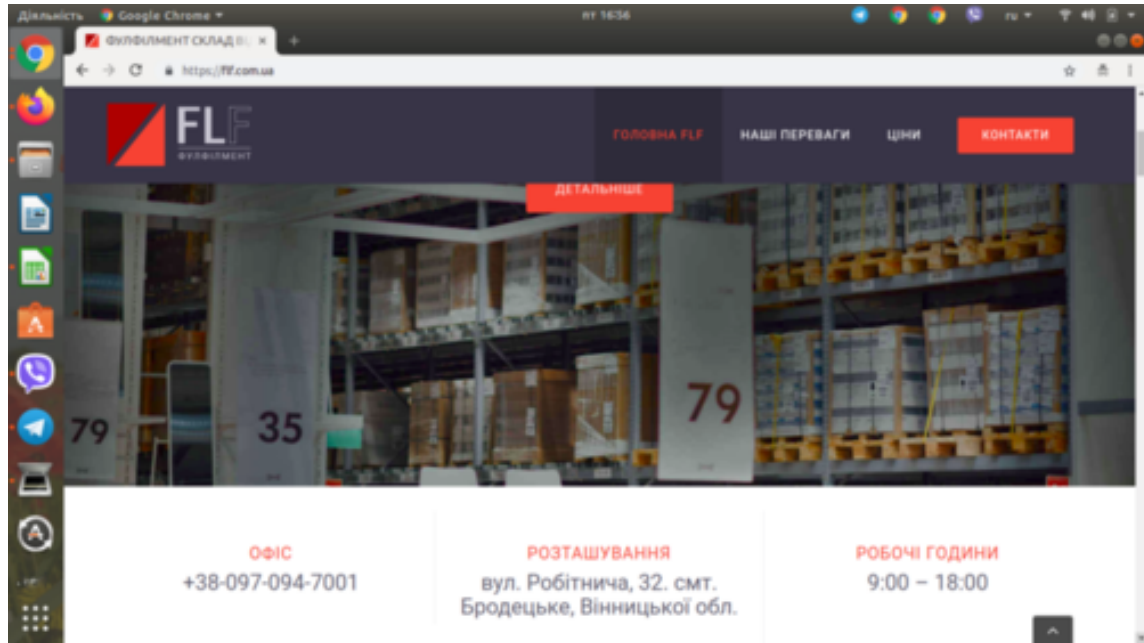 Діяльність Google Chrome пт 16:36 ru
ФУЛФІЛМЕНТ СКЛАД
https://flf.com.ua
FLF
ФУЛФІЛМЕНТ
ГОЛОВНА FLF НАШІ ПЕРЕВАГИ ЦІНИ КОНТАКТИ
ДЕТАЛЬНІШЕ
79
35
79
ОФІС
+38-097-094-7001
РОЗТАШУВАННЯ
вул. Робітнича, 32. смт.
Бродецьке, Вінницької обл.
РОБОЧІ ГОДИНИ
9:00 – 18:00